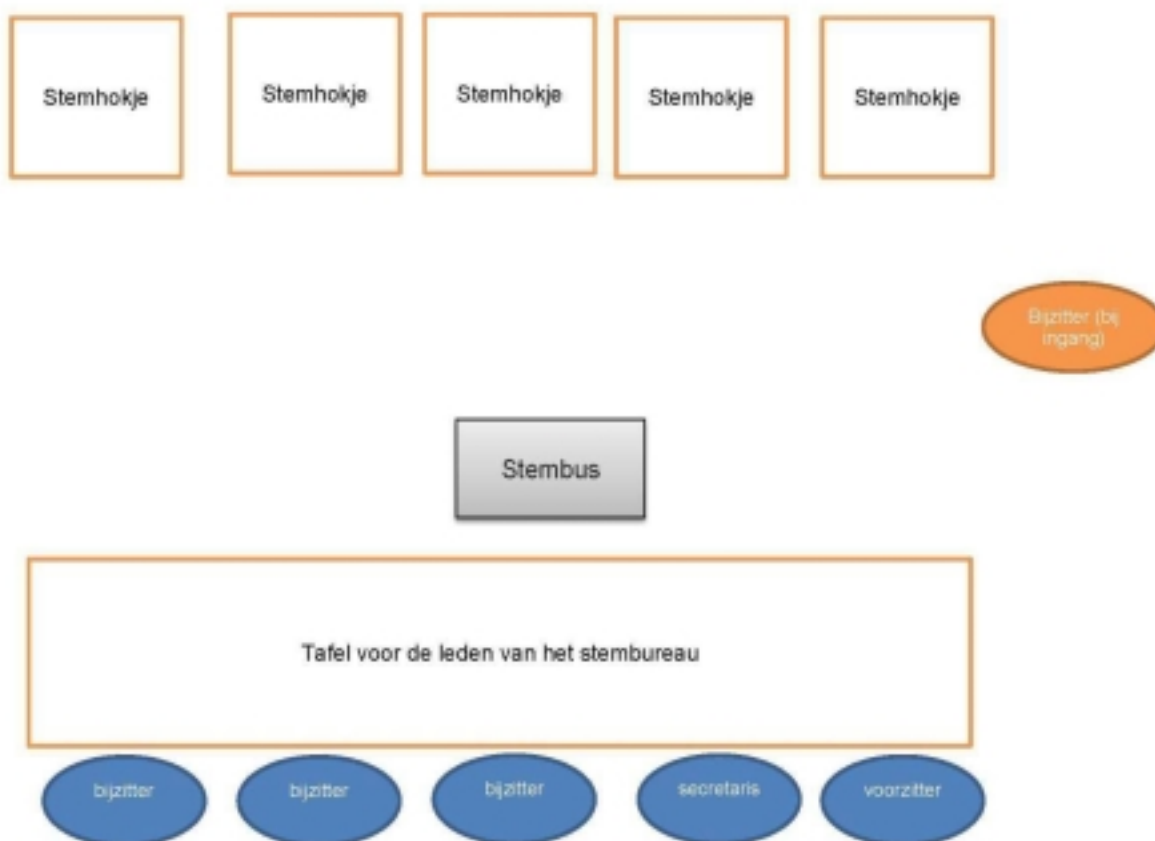 Stemhokje
Stemhokje
Stemhokje
Stemhokje
Stemhokje
Bijzitter (bij
ingang)
Stembus
Tafel voor de leden van het stembureau
bijzitter
bijzitter
bijzitter
secretaris
voorzitter